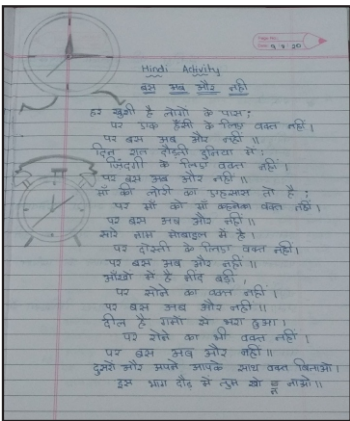 Date 9 3 20
Hindi Activity
बस अब और नही
हर खुशी है लोगो के पास;
पर एक हँसी के लिए वक्त नहीं।
पर बस अब और नहीं॥
दिन रात दौडती दुनिया में;
जिंदगी के लिए वक्त नहीं।
पर बस अब और नहीं॥
माँ की लोरी का एहसास तो है;
पर माँ को माँ कहनेका वक्त नहीं।
पर बस अब और नहीं॥
सारे नाम मोबाइल मे है।
पर दोस्ती के लिए वक्त नहीं।
पर बस अब और नहीं॥
आँखो मे है नींद बडी,
पर सोने का वक्त नहीं।
पर बस अब और नहीं॥
दील है गमो से भरा हुआ।
पर रोने का भी वक्त नहीं।
पर बस अब और नहीं॥
दुसरो और अपने आपके साथ वक्त बिताओ।
इस भाग दौड में तुम खो न जाओ॥